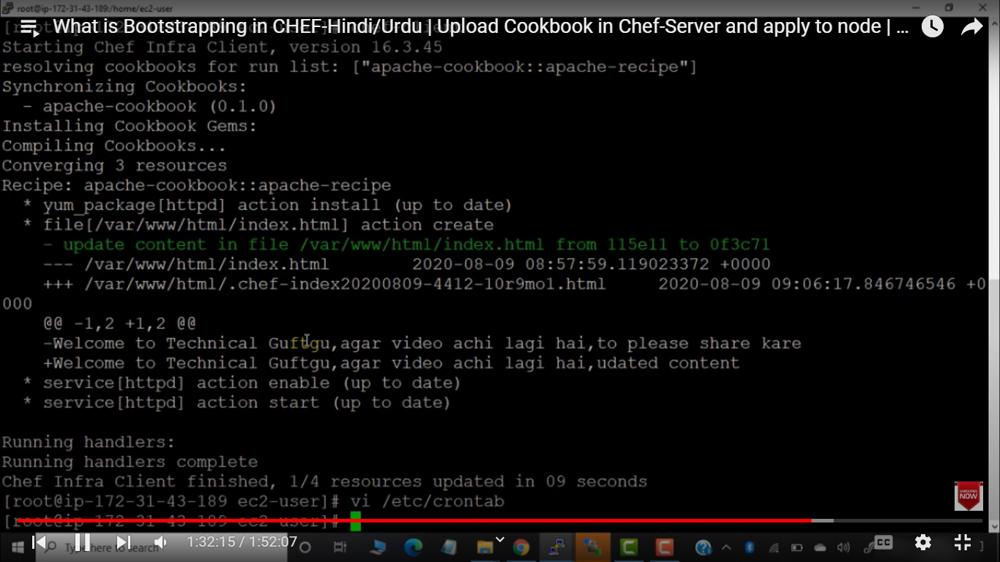 root@ip-172-31-43-189:/home/ec2-user
What is Bootstrapping in CHEF-Hindi/Urdu | Upload Cookbook in Chef-Server and apply to node | ...
Starting Chef Infra Client, version 16.3.45
resolving cookbooks for run list: ["apache-cookbook::apache-recipe"]
Synchronizing Cookbooks:
- apache-cookbook (0.1.0)
Installing Cookbook Gems:
Compiling Cookbooks...
Converging 3 resources
Recipe: apache-cookbook::apache-recipe
* yum_package[httpd] action install (up to date)
* file[/var/www/html/index.html] action create
- update content in file /var/www/html/index.html from 115e11 to 0f3c71
--- /var/www/html/index.html 2020-08-09 08:57:59.119023372 +0000
+++ /var/www/html/.chef-index20200809-4412-10r9mo1.html 2020-08-09 09:06:17.846746546 +0
000
@@ -1,2 +1,2 @@
-Welcome to Technical Guftgu,agar video achi lagi hai,to please share kare
+Welcome to Technical Guftgu,agar video achi lagi hai,udated content
* service[httpd] action enable (up to date)
* service[httpd] action start (up to date)
Running handlers:
Running handlers complete
Chef Infra Client finished, 1/4 resources updated in 09 seconds
[root@ip-172-31-43-189 ec2-user]# vi /etc/crontab
SUBSCRIBE
NOW
[root@ip-172-31-43-189 ec2-user]#
Type here to search
1:32:15 / 1:52:07
CC